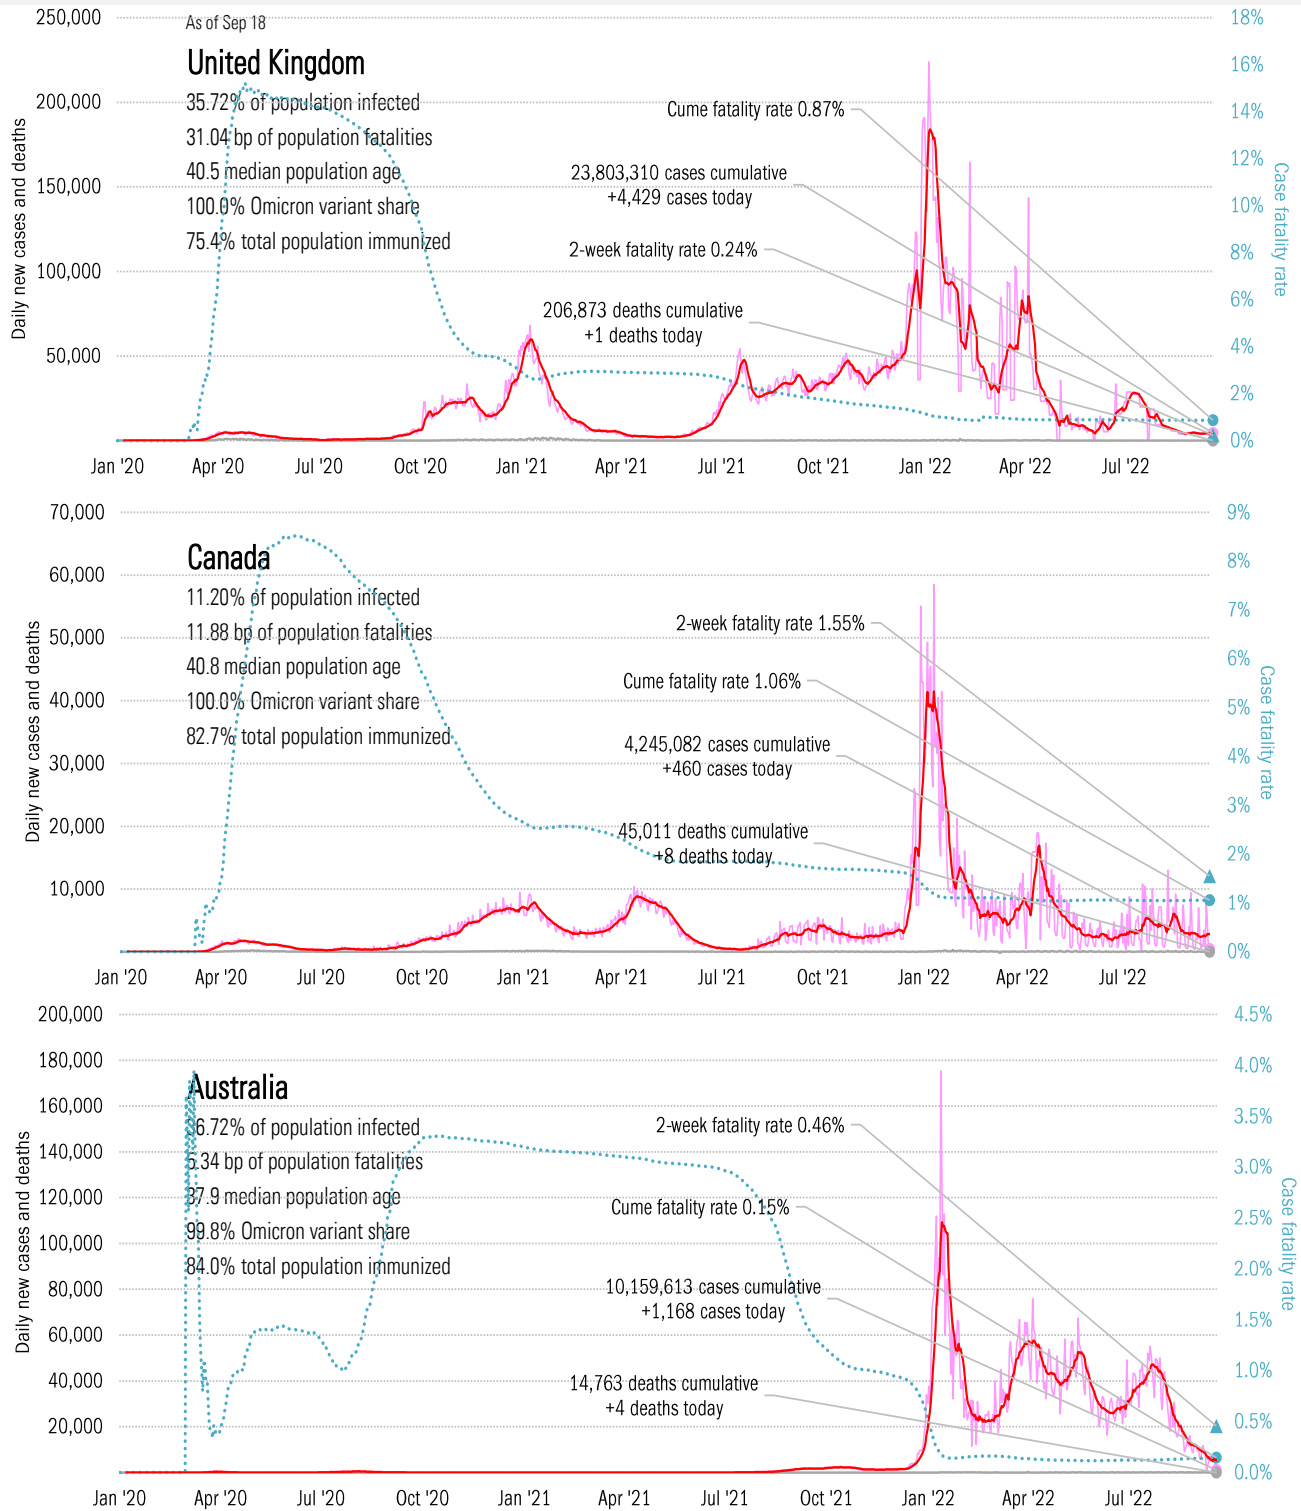 As of Sep 18
United Kingdom
35.72% of population infected
31.04 bp of population fatalities
40.5 median population age
100.0% Omicron variant share
75.4% total population immunized
Cume fatality rate 0.87%
23,803,310 cases cumulative
+4,429 cases today
2-week fatality rate 0.24%
206,873 deaths cumulative
+1 deaths today
Daily new cases and deaths
250,000
200,000
150,000
100,000
50,000
Case fatality rate
18%
16%
14%
12%
10%
8%
6%
4%
2%
0%
Jan '20 Apr '20 Jul '20 Oct '20 Jan '21 Apr '21 Jul '21 Oct '21 Jan '22 Apr '22 Jul '22
Canada
11.20% of population infected
11.88 bp of population fatalities
40.8 median population age
100.0% Omicron variant share
82.7% total population immunized
2-week fatality rate 1.55%
Cume fatality rate 1.06%
4,245,082 cases cumulative
+460 cases today
45,011 deaths cumulative
+8 deaths today
Daily new cases and deaths
70,000
60,000
50,000
40,000
30,000
20,000
10,000
Case fatality rate
9%
8%
7%
6%
5%
4%
3%
2%
1%
0%
Jan '20 Apr '20 Jul '20 Oct '20 Jan '21 Apr '21 Jul '21 Oct '21 Jan '22 Apr '22 Jul '22
Australia
36.72% of population infected
5.34 bp of population fatalities
37.9 median population age
99.8% Omicron variant share
84.0% total population immunized
2-week fatality rate 0.46%
Cume fatality rate 0.15%
10,159,613 cases cumulative
+1,168 cases today
14,763 deaths cumulative
+4 deaths today
Daily new cases and deaths
200,000
180,000
160,000
140,000
120,000
100,000
80,000
60,000
40,000
20,000
Case fatality rate
4.5%
4.0%
3.5%
3.0%
2.5%
2.0%
1.5%
1.0%
0.5%
0.0%
Jan '20 Apr '20 Jul '20 Oct '20 Jan '21 Apr '21 Jul '21 Oct '21 Jan '22 Apr '22 Jul '22